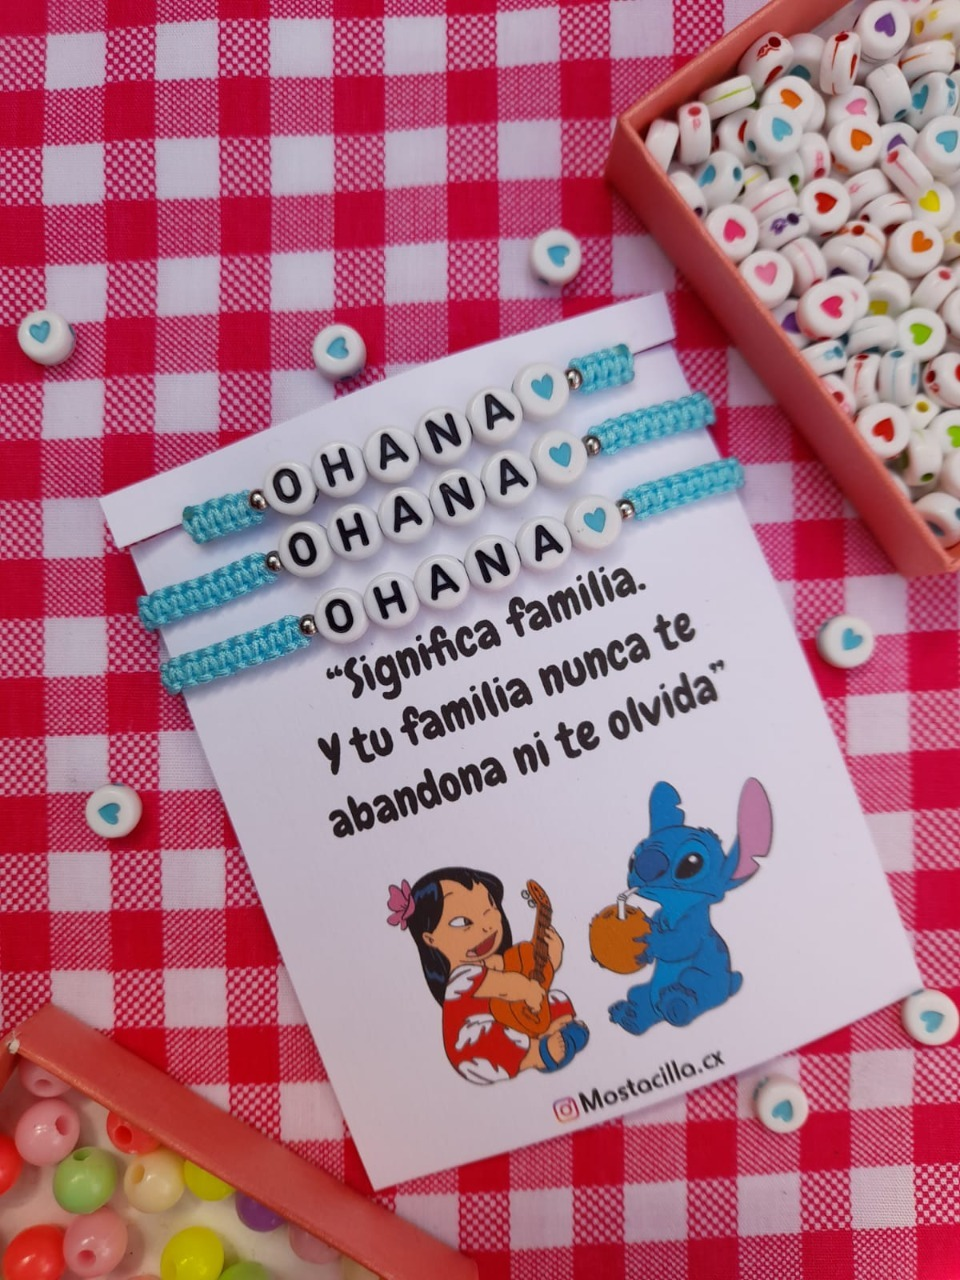 OHANA
OHANA
OHANA
“Significa familia.
y tu familia nunca te
abandona ni te olvida”
Mostacilla.cx